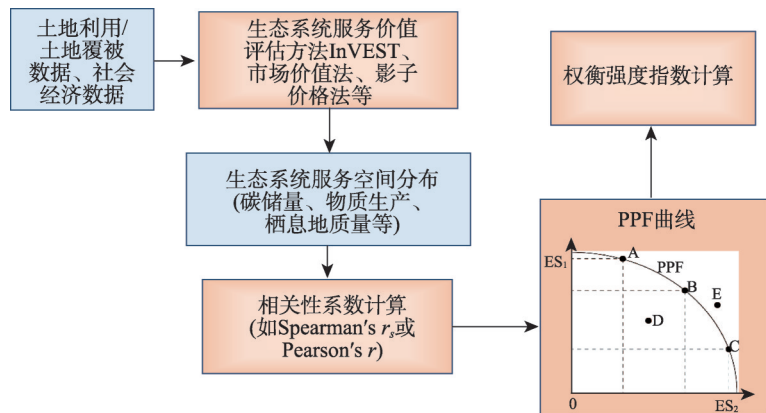 土地利用/
土地覆被
数据、社会
经济数据
生态系统服务价值
评估方法InVEST、
市场价值法、影子
价格法等
权衡强度指数计算
生态系统服务空间分布
(碳储量、物质生产、
栖息地质量等)
相关性系数计算
(如Spearman's rₛ或
Pearson's r)
PPF曲线
ES₁
A
PPF
B
E
D
C
0
ES₂